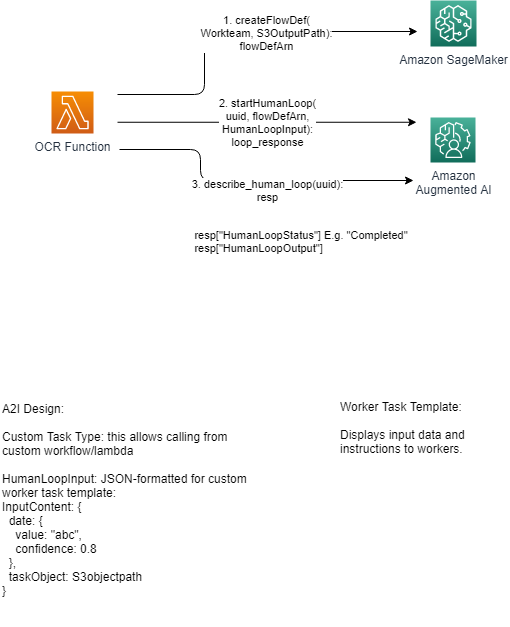 1. createFlowDef(
Workteam, S3OutputPath):
flowDefArn
Amazon SageMaker
OCR Function
2. startHumanLoop(
uuid, flowDefArn,
HumanLoopInput):
loop_response
Amazon
Augmented AI
3. describe_human_loop(uuid):
resp
resp["HumanLoopStatus"] E.g. "Completed"
resp["HumanLoopOutput"]
A2I Design:
Custom Task Type: this allows calling from
custom workflow/lambda
HumanLoopInput: JSON-formatted for custom
worker task template:
InputContent: {
date: {
value: "abc",
confidence: 0.8
},
taskObject: S3objectpath
}
Worker Task Template:
Displays input data and
instructions to workers.